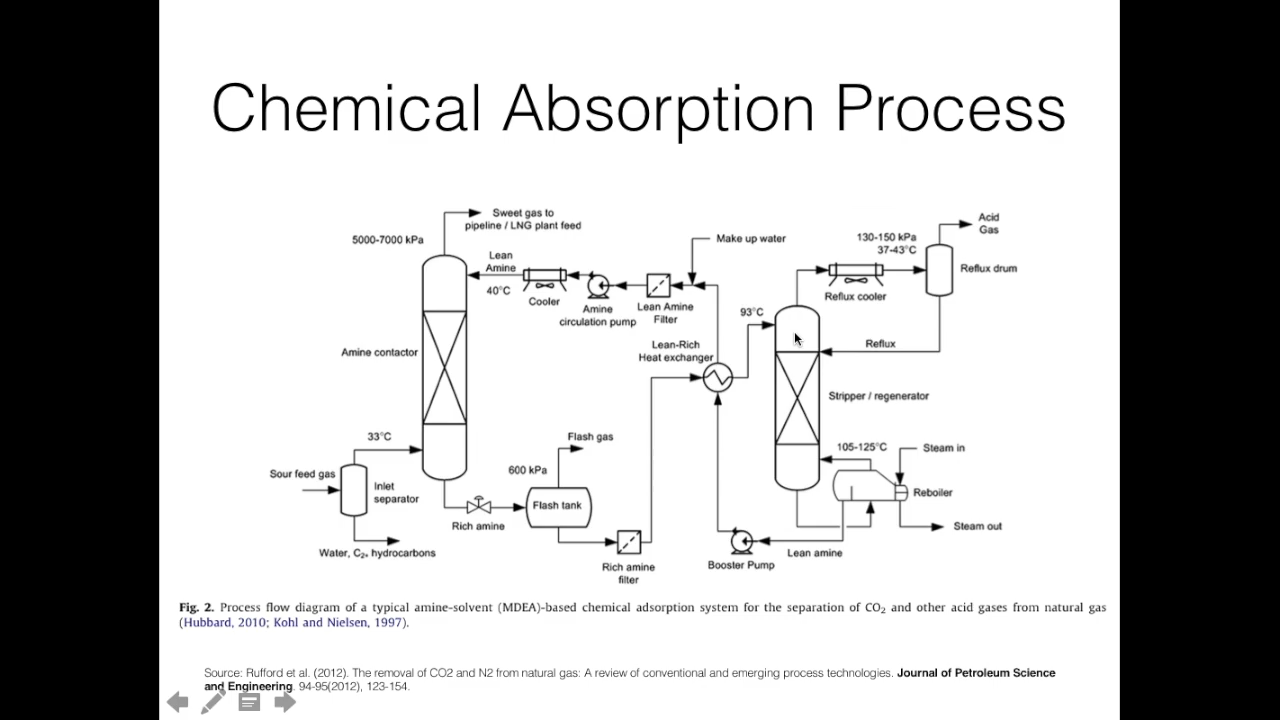 Chemical Absorption Process
Sweet gas to
pipeline / LNG plant feed
5000-7000 kPa
Lean
Amine
40°C
Cooler
Amine
circulation pump
Lean Amine
Filter
Make up water
130-150 kPa
37-43°C
Acid
Gas
Reflux drum
Reflux cooler
93°C
Reflux
Lean-Rich
Heat exchanger
Amine contactor
Stripper / regenerator
33°C
Sour feed gas
Inlet
separator
Water, C2+ hydrocarbons
Rich amine
600 kPa
Flash gas
Flash tank
Rich amine
filter
Booster Pump
Lean amine
105-125°C
Steam in
Reboiler
Steam out
Fig. 2. Process flow diagram of a typical amine-solvent (MDEA)-based chemical adsorption system for the separation of CO2 and other acid gases from natural gas
(Hubbard, 2010; Kohl and Nielsen, 1997).
Source: Rufford et al. (2012). The removal of CO2 and N2 from natural gas: A review of conventional and emerging process technologies. Journal of Petroleum Science
and Engineering. 94-95(2012), 123-154.